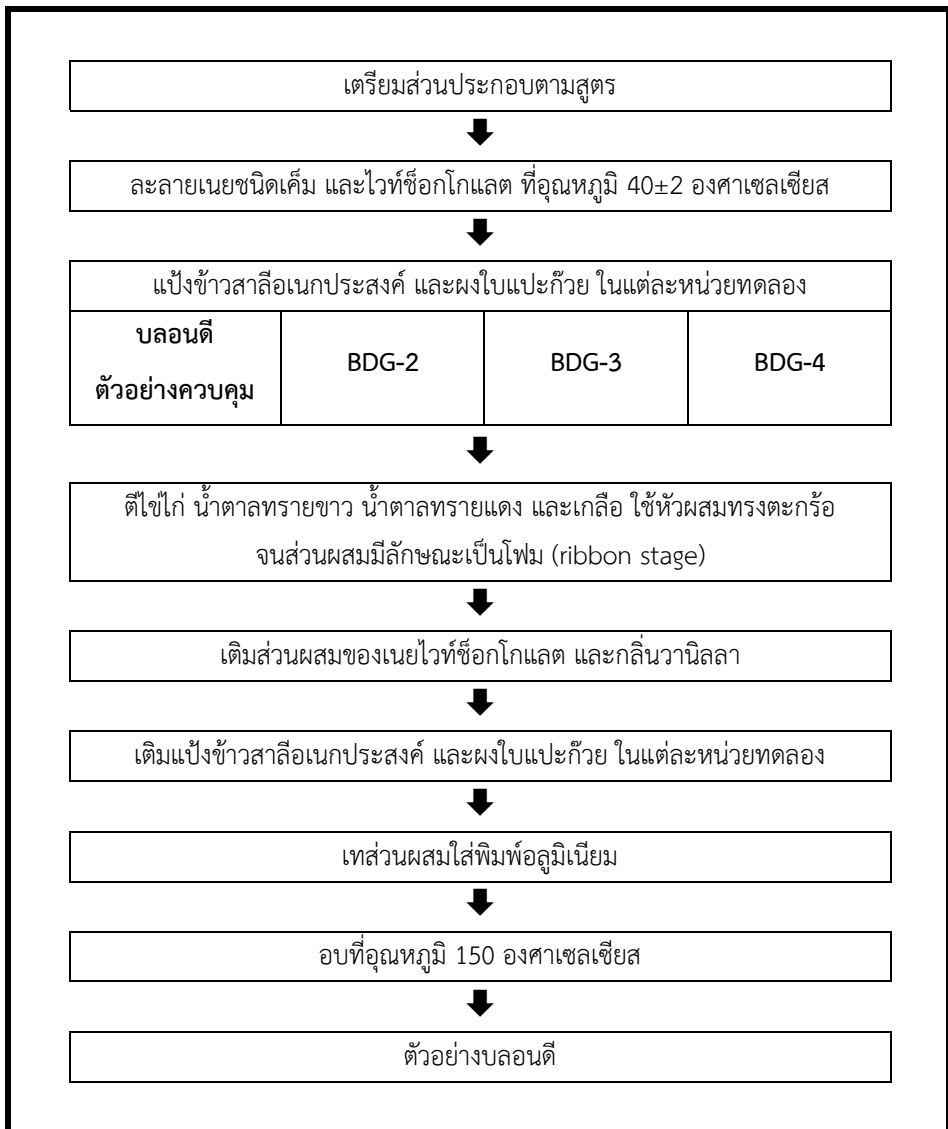 เตรียมส่วนประกอบตามสูตร
ละลายเนยชนิดเค็ม และไวท์ช็อกโกแลต ที่อุณหภูมิ 40±2 องศาเซลเซียส
แป้งข้าวสาลีอเนกประสงค์ และผงใบแปะก๊วย ในแต่ละหน่วยทดลอง
บลอนดี
ตัวอย่างควบคุม
BDG-2
BDG-3
BDG-4
ตีไข่ไก่ น้ำตาลทรายขาว น้ำตาลทรายแดง และเกลือ ใช้หัวผสมทรงตะกร้อ
จนส่วนผสมมีลักษณะเป็นโฟม (ribbon stage)
เติมส่วนผสมของเนยไวท์ช็อกโกแลต และกลิ่นวานิลลา
เติมแป้งข้าวสาลีอเนกประสงค์ และผงใบแปะก๊วย ในแต่ละหน่วยทดลอง
เทส่วนผสมใส่พิมพ์อลูมิเนียม
อบที่อุณหภูมิ 150 องศาเซลเซียส
ตัวอย่างบลอนดี